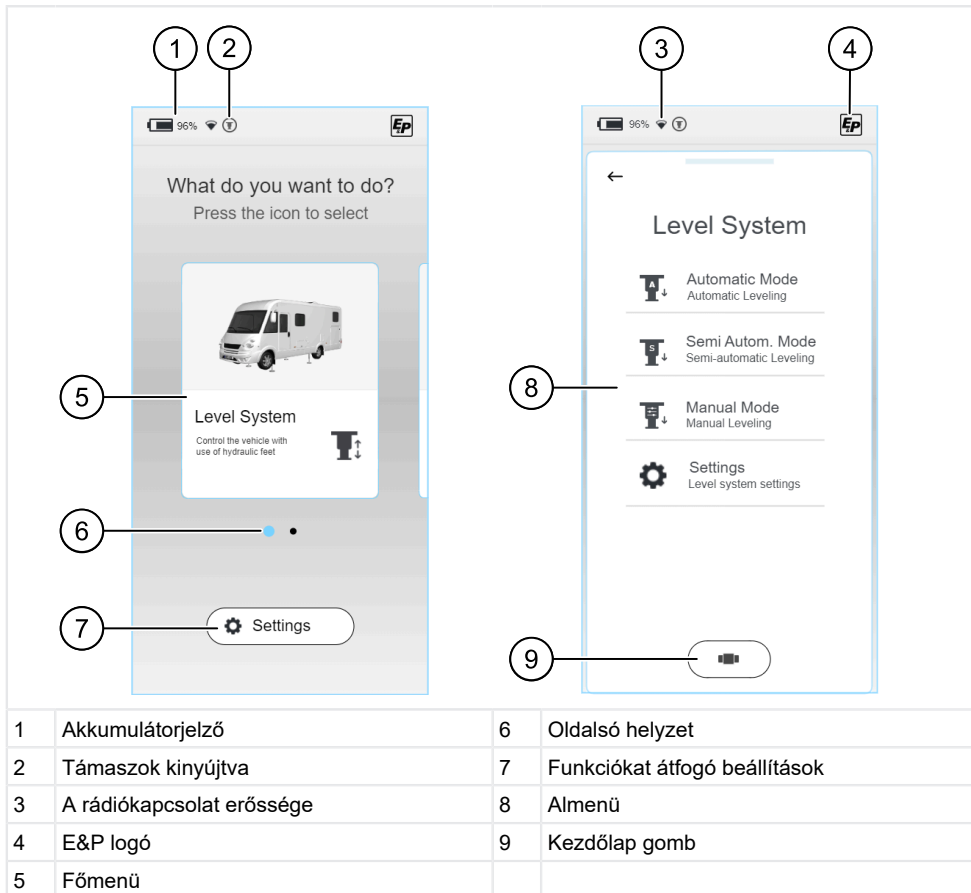 1 2 3 4
96%
E&P
What do you want to do?
Press the icon to select
5
Level System
Control the vehicle with
use of hydraulic feet
6
7
Settings
96%
E&P
←
Level System
A
Automatic Mode
Automatic Leveling
S
Semi Autom. Mode
Semi-automatic Leveling
8
Manual Mode
Manual Leveling
Settings
Level system settings
9
1 Akkumulátorjelző 6 Oldalsó helyzet
2 Támaszok kinyújtva 7 Funkciókat átfogó beállítások
3 A rádiókapcsolat erőssége 8 Almenü
4 E&P logó 9 Kezdőlap gomb
5 Főmenü